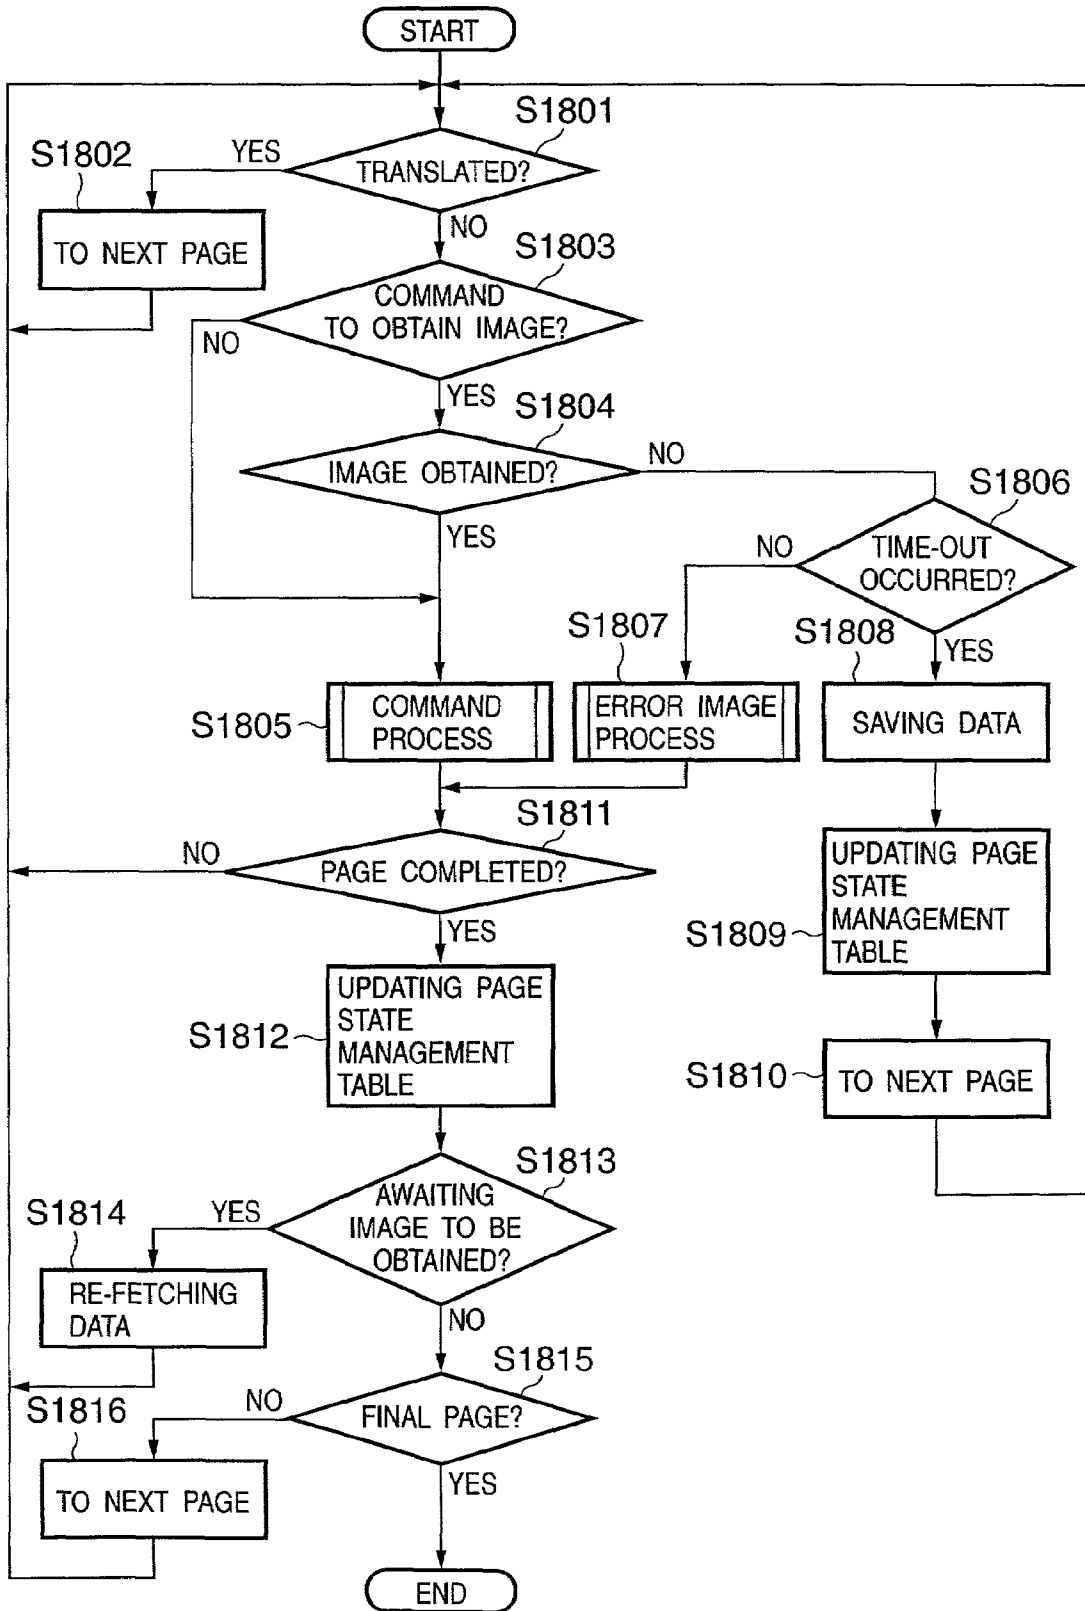 START
S1801
TRANSLATED?
YES
NO
S1802
TO NEXT PAGE
S1803
COMMAND
TO OBTAIN IMAGE?
NO
YES
S1804
IMAGE OBTAINED?
NO
YES
S1806
TIME-OUT
OCCURRED?
NO
YES
S1805
COMMAND
PROCESS
S1807
ERROR IMAGE
PROCESS
S1808
SAVING DATA
S1811
PAGE COMPLETED?
NO
YES
S1809
UPDATING PAGE
STATE
MANAGEMENT
TABLE
S1812
UPDATING PAGE
STATE
MANAGEMENT
TABLE
S1810
TO NEXT PAGE
S1813
AWAITING
IMAGE TO BE
OBTAINED?
YES
NO
S1814
RE-FETCHING
DATA
S1815
FINAL PAGE?
NO
YES
S1816
TO NEXT PAGE
END